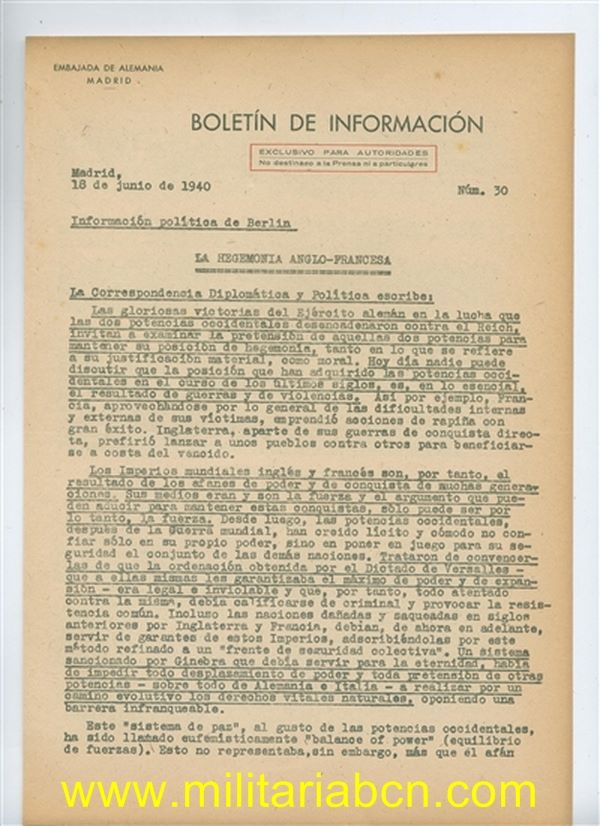 EMBAJADA DE ALEMANIA
MADRID
BOLETÍN DE INFORMACIÓN
EXCLUSIVO PARA AUTORIDADES
No destinado a la Prensa ni a particulares
Madrid,
18 de junio de 1940
Núm. 30
Información política de Berlin
LA HEGEMONIA ANGLO-FRANCESA
La Correspondencia Diplomática y Política escribe:
Las gloriosas victorias del Ejército alemán en la lucha que
las dos potencias occidentales desencadenaron contra el Reich,
invitan a examinar la pretensión de aquellas dos potencias para
mantener su posición de hegemonía, tanto en lo que se refiere
a su justificación material, como moral. Hoy día nadie puede
discutir que la posición que han adquirido las potencias occi-
dentales en el curso de los últimos siglos, es, en lo esencial,
el resultado de guerras y de violencias. Así por ejemplo, Fran-
cia, aprovechándose por lo general de las dificultades internas
y externas de sus víctimas, emprendió acciones de rapiña con
gran éxito. Inglaterra, aparte de sus guerras de conquista direc-
ta, prefirió lanzar a unos pueblos contra otros para beneficiar-
se a costa del vencido.
Los Imperios mundiales inglés y francés son, por tanto, el
resultado de los afanes de poder y de conquista de muchas genera-
ciones. Sus medios eran y son la fuerza y el argumento que pue-
den aducir para mantener estas conquistas, sólo puede ser por
lo tanto, la fuerza. Desde luego, las potencias occidentales,
después de la Guerra mundial, han creído lícito y cómodo no con-
fiar sólo en su propio poder, sino en poner en juego para su se-
guridad el conjunto de las demás naciones. Trataron de convencer-
las de que la ordenación obtenida por el Dictado de Versalles -
que a ellas mismas les garantizaba el máximo de poder y de expan-
sión - era legal e inviolable y que, por tanto, todo atentado
contra la misma, debía calificarse de criminal y provocar la resis-
tencia común. Incluso las naciones dañadas y saqueadas en siglos
anteriores por Inglaterra y Francia, debían, de ahora en adelante,
servir de garantes de estos Imperios, adscribiéndolas por este
método refinado a un "frente de seguridad colectiva". Un sistema
sancionado por Ginebra que debía servir para la eternidad, había
de impedir todo desplazamiento de poder y toda pretensión de otras
potencias - sobre todo de Alemania e Italia - a realizar por un
camino evolutivo los derechos vitales naturales, oponiendo una
barrera infranqueable.
Este "sistema de paz", al gusto de las potencias occidentales,
ha sido llamado eufemísticamente "balance of power" (equilibrio
de fuerzas). Esto no representaba, sin embargo, más que el afán
www.militariabcn.com